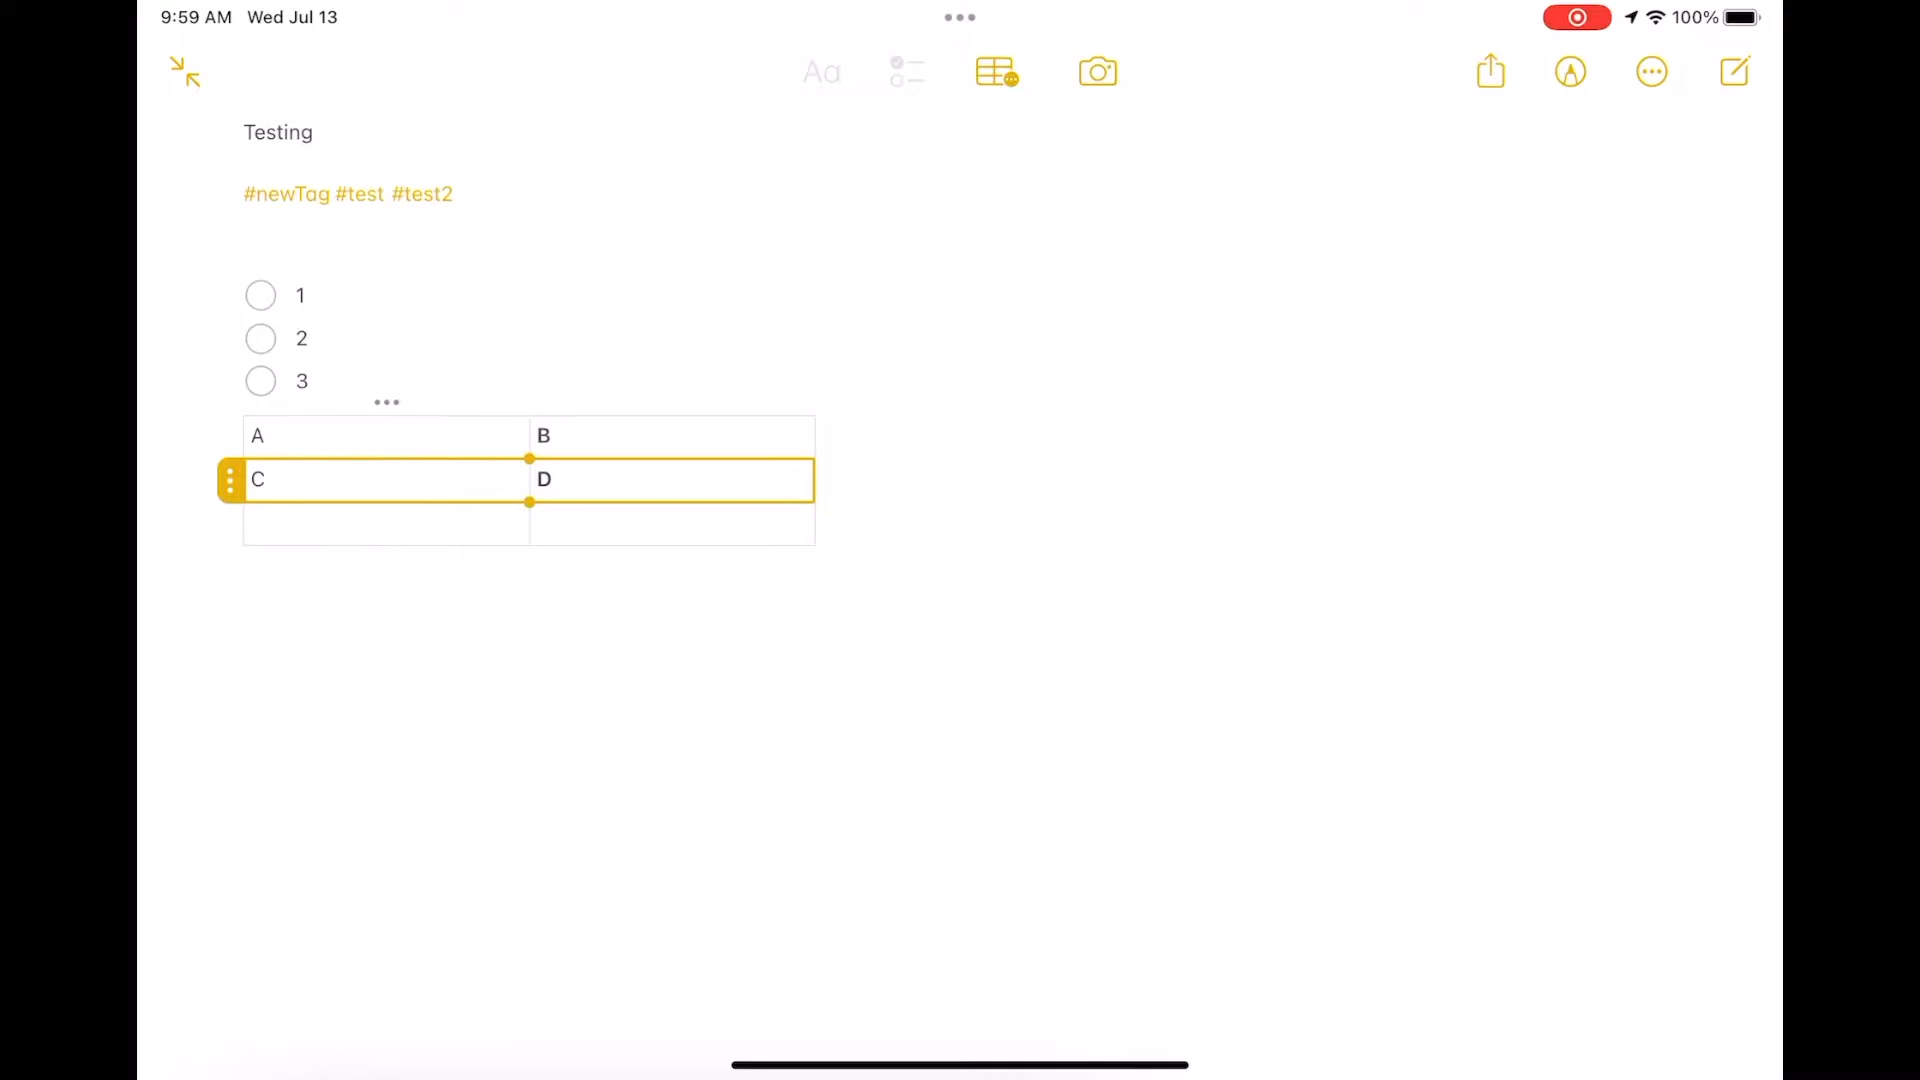 9:59 AM Wed Jul 13
100%
Aa
Testing
#newTag #test #test2
1
2
3
A B
C D